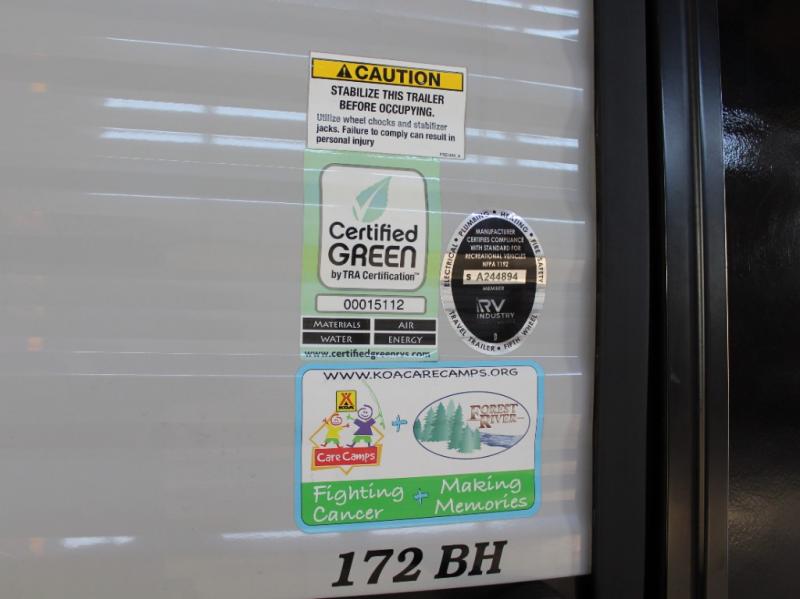 CAUTION
STABILIZE THIS TRAILER
BEFORE OCCUPYING.
Utilize wheel chocks and stabilizer
jacks. Failure to comply can result in
personal injury
Certified
GREEN
by TRA Certification™
00015112
MATERIALS AIR
WATER ENERGY
www.certifiedgreenrvs.com
ELECTRICAL • PLUMBING • HEATING • FIRE SAFETY
MANUFACTURER
CERTIFIES COMPLIANCE
WITH STANDARD FOR
RECREATIONAL VEHICLES
NFPA 1192
S A244894
MEMBER
RV
INDUSTRY
TRAVEL TRAILER • FIFTH WHEEL
WWW.KOACARECAMPS.ORG
KOA
Care Camps
+
FOREST
RIVER
Fighting + Making
Cancer Memories
172 BH